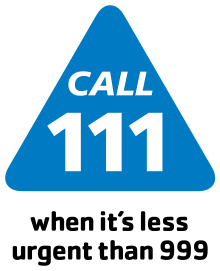 CALL
111
when it's less
urgent than 999